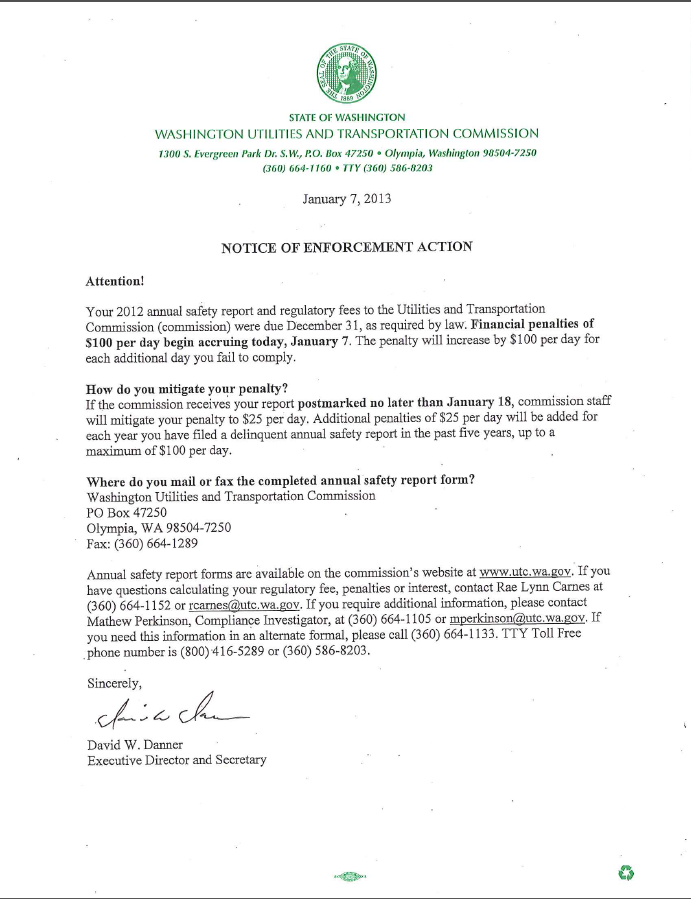 THE SEAL OF THE STATE OF WASHINGTON
1889
STATE OF WASHINGTON
WASHINGTON UTILITIES AND TRANSPORTATION COMMISSION
1300 S. Evergreen Park Dr. S.W., P.O. Box 47250 • Olympia, Washington 98504-7250
(360) 664-1160 • TTY (360) 586-8203
January 7, 2013
NOTICE OF ENFORCEMENT ACTION
Attention!
Your 2012 annual safety report and regulatory fees to the Utilities and Transportation
Commission (commission) were due December 31, as required by law. Financial penalties of
$100 per day begin accruing today, January 7. The penalty will increase by $100 per day for
each additional day you fail to comply.
How do you mitigate your penalty?
If the commission receives your report postmarked no later than January 18, commission staff
will mitigate your penalty to $25 per day. Additional penalties of $25 per day will be added for
each year you have filed a delinquent annual safety report in the past five years, up to a
maximum of $100 per day.
Where do you mail or fax the completed annual safety report form?
Washington Utilities and Transportation Commission
PO Box 47250
Olympia, WA 98504-7250
Fax: (360) 664-1289
Annual safety report forms are available on the commission's website at www.utc.wa.gov. If you
have questions calculating your regulatory fee, penalties or interest, contact Rae Lynn Carnes at
(360) 664-1152 or rcarnes@utc.wa.gov. If you require additional information, please contact
Mathew Perkinson, Compliance Investigator, at (360) 664-1105 or mperkinson@utc.wa.gov. If
you need this information in an alternate formal, please call (360) 664-1133. TTY Toll Free
phone number is (800) 416-5289 or (360) 586-8203.
Sincerely,
David W. Danner
Executive Director and Secretary